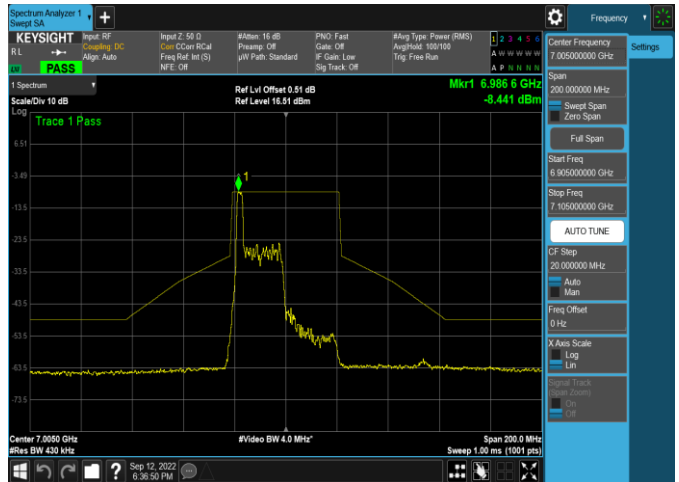 Spectrum Analyzer 1
Swept SA
Frequency
KEYSIGHT
RL
PASS
Input: RF
Coupling: DC
Align: Auto
Input Z: 50 Ω
Corr CCorr RCal
Freq Ref: Int (S)
NFE: Off
#Atten: 16 dB
Preamp: Off
µW Path: Standard
PNO: Fast
Gate: Off
IF Gain: Low
Sig Track: Off
#Avg Type: Power (RMS)
Avg|Hold: 100/100
Trig: Free Run
1 2 3 4 5 6
A W W W W W
A P N N N N
1 Spectrum
Scale/Div 10 dB
Log
Ref Lvl Offset 0.51 dB
Ref Level 16.51 dBm
Mkr1 6.986 6 GHz
-8.441 dBm
Trace 1 Pass
1
6.51
-3.49
-13.5
-23.5
-33.5
-43.5
-53.5
-63.5
-73.5
Center 7.0050 GHz
#Res BW 430 kHz
#Video BW 4.0 MHz*
Span 200.0 MHz
Sweep 1.00 ms (1001 pts)
Sep 12, 2022
6:36:50 PM
Center Frequency
7.005000000 GHz
Settings
Span
200.000000 MHz
Swept Span
Zero Span
Full Span
Start Freq
6.905000000 GHz
Stop Freq
7.105000000 GHz
AUTO TUNE
CF Step
20.000000 MHz
Auto
Man
Freq Offset
0 Hz
X Axis Scale
Log
Lin
Signal Track
(Span Zoom)
On
Off